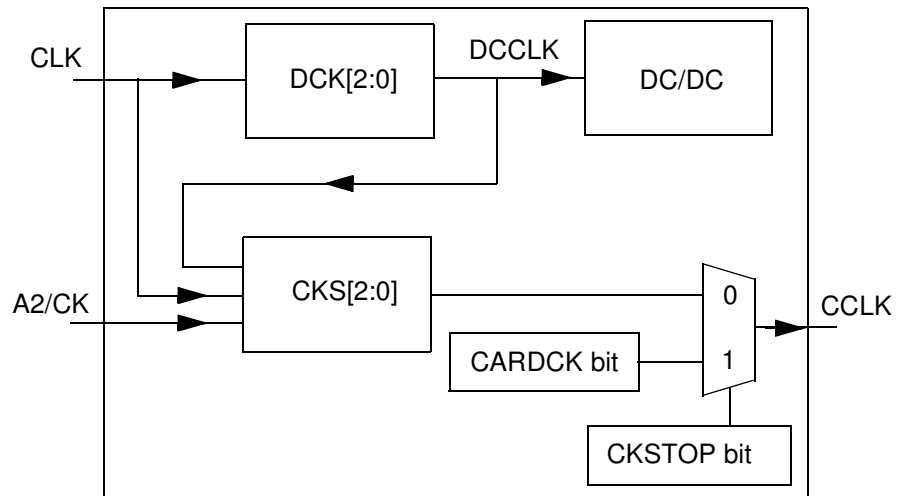 CLK
DCK[2:0]
DCCLK
DC/DC
A2/CK
CKS[2:0]
0
CCLK
CARDCK bit
1
CKSTOP bit